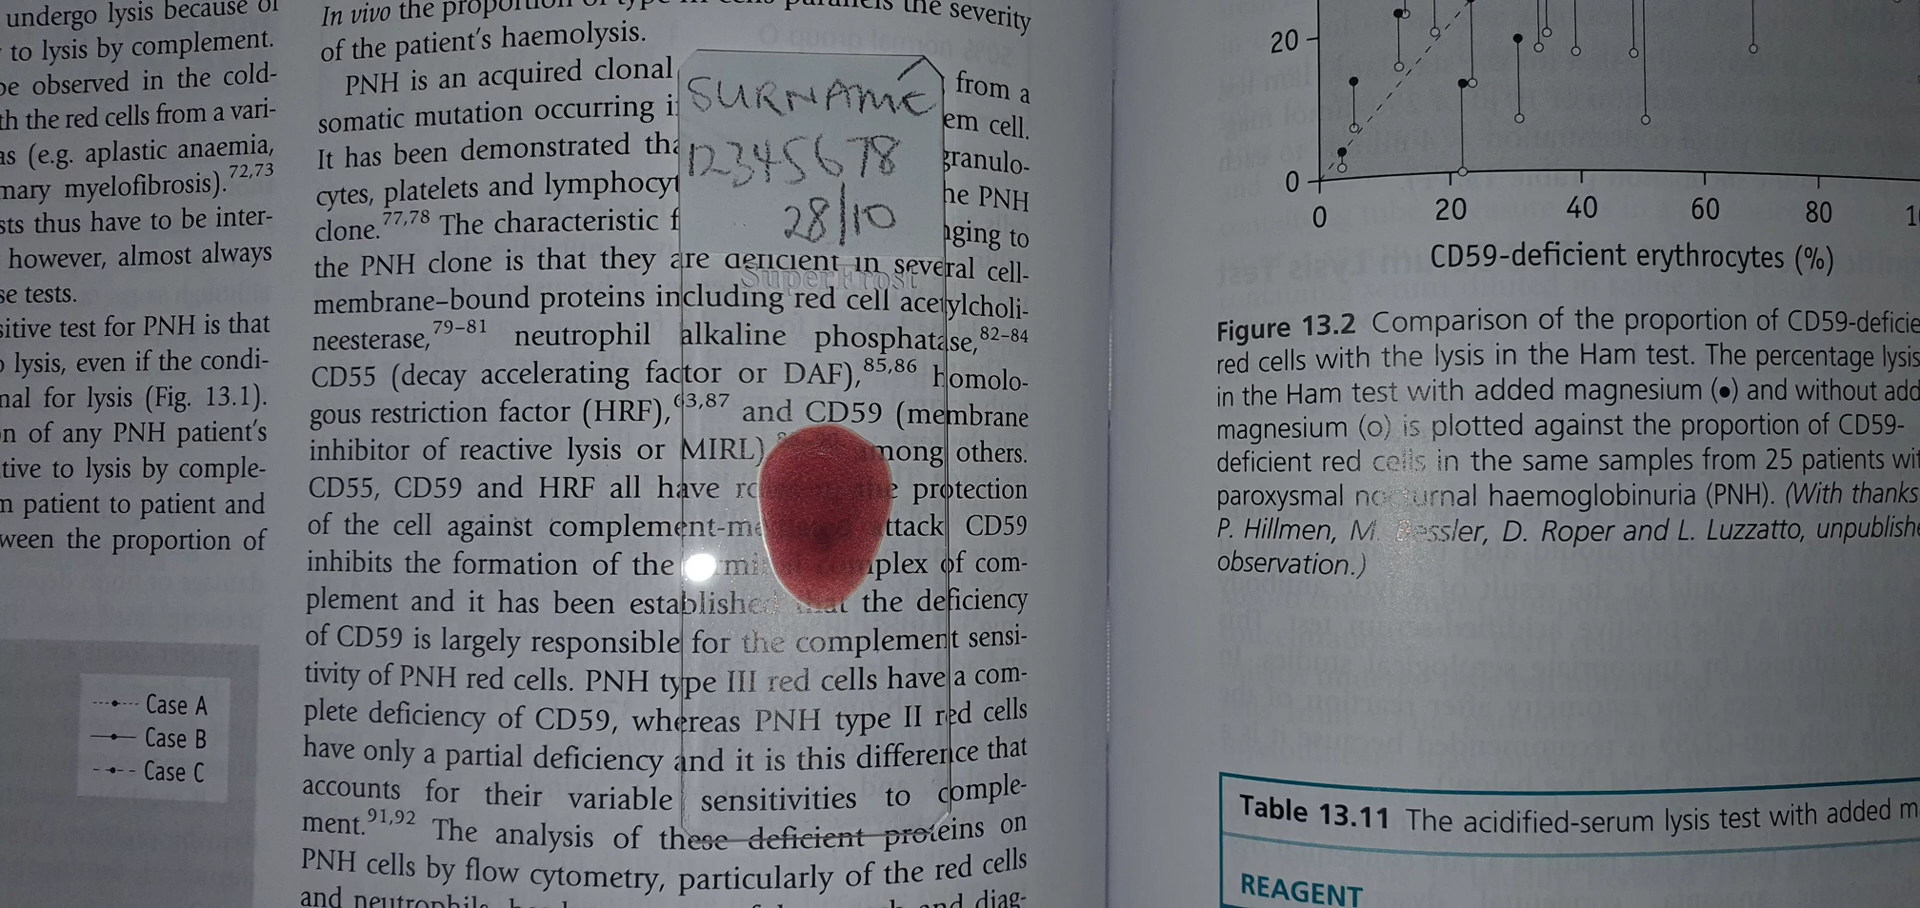 undergo lysis because of
to lysis by complement.
be observed in the cold-
th the red cells from a vari-
as (e.g. aplastic anaemia,
mary myelofibrosis).72,73
sts thus have to be inter-
however, almost always
se tests.
sitive test for PNH is that
lysis, even if the condi-
nal for lysis (Fig. 13.1).
n of any PNH patient's
tive to lysis by comple-
n patient to patient and
ween the proportion of
Case A
Case B
Case C
In vivo the proportion of type III cells parallels the severity
of the patient's haemolysis.
PNH is an acquired clonal from a
somatic mutation occurring i em cell.
It has been demonstrated tha granulo-
cytes, platelets and lymphocyt he PNH
clone.77,78 The characteristic f nging to
the PNH clone is that they are deficient in several cell-
membrane–bound proteins including red cell acetylcholi-
neesterase,79–81 neutrophil alkaline phosphatase,82–84
CD55 (decay accelerating factor or DAF),85,86 homolo-
gous restriction factor (HRF),63,87 and CD59 (membrane
inhibitor of reactive lysis or MIRL) among others.
CD55, CD59 and HRF all have protection
of the cell against complement-me attack CD59
inhibits the formation of the complex of com-
plement and it has been established that the deficiency
of CD59 is largely responsible for the complement sensi-
tivity of PNH red cells. PNH type III red cells have a com-
plete deficiency of CD59, whereas PNH type II red cells
have only a partial deficiency and it is this difference that
accounts for their variable sensitivities to comple-
ment.91,92 The analysis of these deficient proteins on
PNH cells by flow cytometry, particularly of the red cells
and neutrophils, and diag-
SURNAME
12345678
28/10
SuperFrost
20
0
0 20 40 60 80
CD59-deficient erythrocytes (%)
Figure 13.2 Comparison of the proportion of CD59-deficie
red cells with the lysis in the Ham test. The percentage lysis
in the Ham test with added magnesium (●) and without add
magnesium (o) is plotted against the proportion of CD59-
deficient red cells in the same samples from 25 patients wit
paroxysmal nocturnal haemoglobinuria (PNH). (With thanks
P. Hillmen, M. Bessler, D. Roper and L. Luzzatto, unpublishe
observation.)
Table 13.11 The acidified-serum lysis test with added m
REAGENT